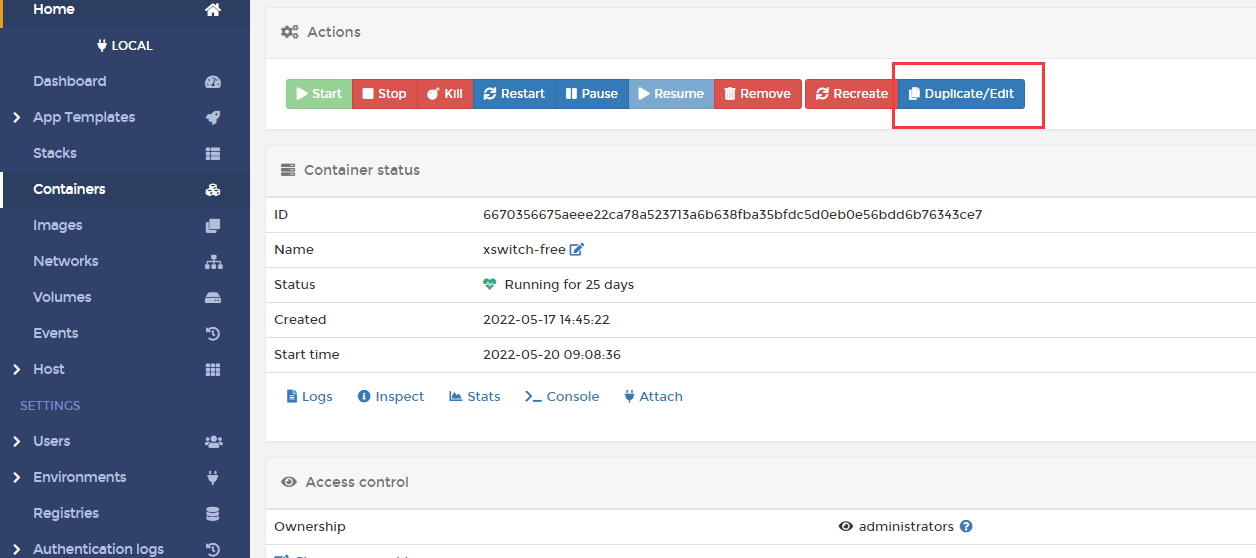 Home
LOCAL
Dashboard
App Templates
Stacks
Containers
Images
Networks
Volumes
Events
Host
SETTINGS
Users
Environments
Registries
Authentication logs
Actions
Start Stop Kill Restart Pause Resume Remove Recreate Duplicate/Edit
Container status
ID 6670356675aeee22ca78a523713a6b638fba35bfdc5d0eb0e56bdd6b76343ce7
Name xswitch-free
Status Running for 25 days
Created 2022-05-17 14:45:22
Start time 2022-05-20 09:08:36
Logs Inspect Stats Console Attach
Access control
Ownership administrators